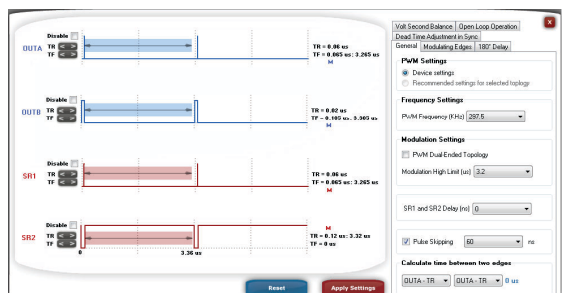 Disable
OUTA
TR < >
TF < >
TR = 0.06 us
TF = 0.065 us: 3.265 us
M
Disable
OUTB
TR < >
TF < >
TR = 0.02 us
TF = 0.105 us: 3.305 us
M
Disable
SR1
TR < >
TF < >
TR = 0.06 us
TF = 0.065 us: 3.265 us
M
Disable
SR2
TR < >
TF < >
M
TR = 0.12 us: 3.32 us
TF = 0 us
0
3.36 us
Reset
Apply Settings
X
Volt Second Balance
Open Loop Operation
Dead Time Adjustment in Sync
General
Modulating Edges
180° Delay
PWM Settings
Device settings
Recommended settings for selected toplogy
Frequency Settings
PWM Frequency (KHz)
297.5
Modulation Settings
PWM Dual-Ended Topology
Modulation High Limit (us)
3.2
SR1 and SR2 Delay (ns)
0
Pulse Skipping
60
ns
Calculate time between two edges
OUTA - TR
OUTA - TR
0 us